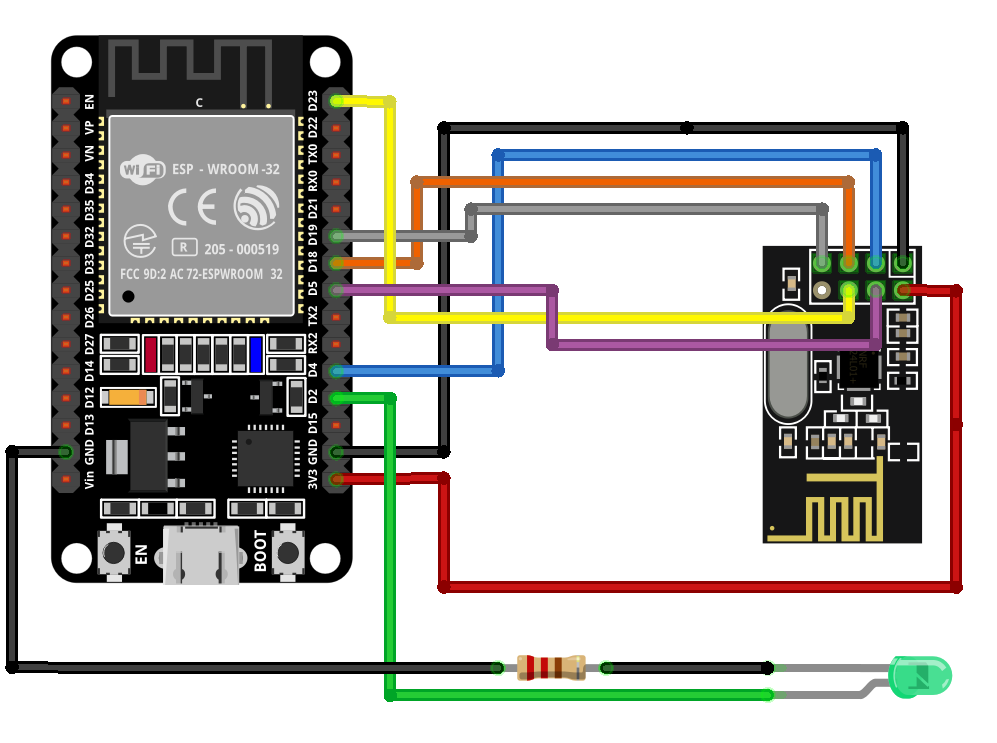 C
EN
VP
VN
D34
D35
D32
D33
D25
D26
D27
D14
D12
D13
GND
Vin
D23
D22
TX0
RX0
D21
D19
D18
D5
TX2
RX2
D4
D2
D15
GND
3V3
WiFi ESP - WROOM -32
CE
R 205 - 000519
FCC 9D:2 AC 72-ESPWROOM 32
EN
BOOT